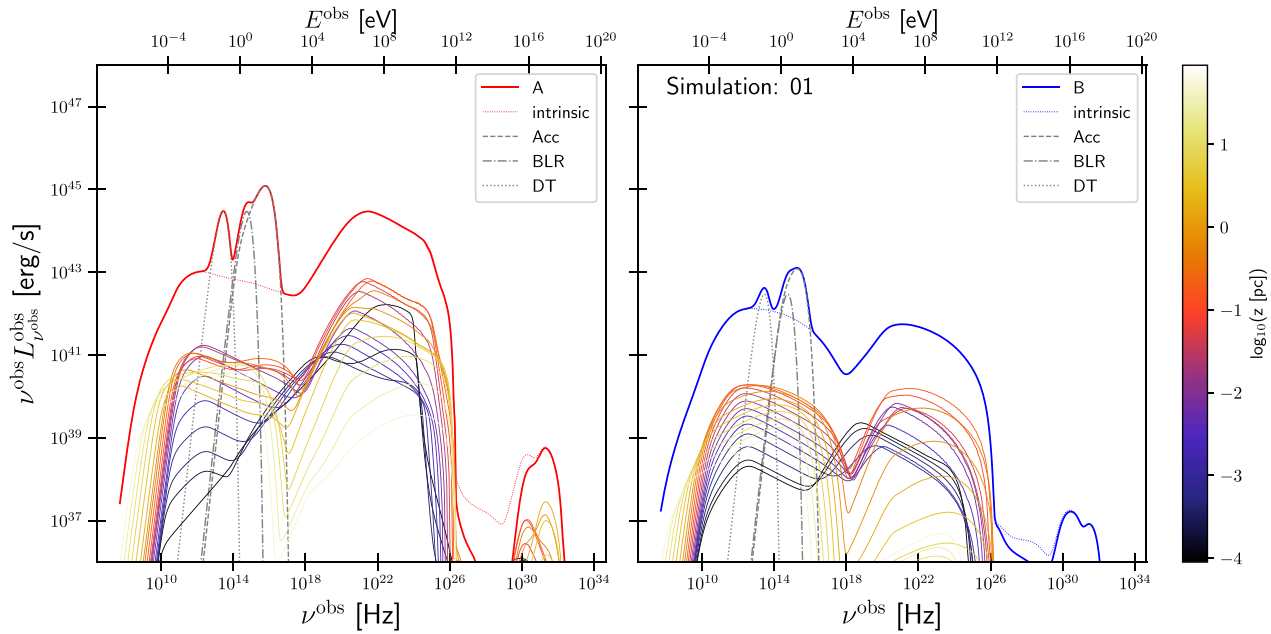 E^obs [eV]
10^−4 10^0 10^4 10^8 10^12 10^16 10^20
A
intrinsic
Acc
BLR
DT
10^47
10^45
10^43
10^41
10^39
10^37
ν^obs L^obs_ν^obs [erg/s]
10^10 10^14 10^18 10^22 10^26 10^30 10^34
ν^obs [Hz]
E^obs [eV]
10^−4 10^0 10^4 10^8 10^12 10^16 10^20
Simulation: 01
B
intrinsic
Acc
BLR
DT
10^10 10^14 10^18 10^22 10^26 10^30 10^34
ν^obs [Hz]
1
0
−1
−2
−3
−4
log10(z [pc])